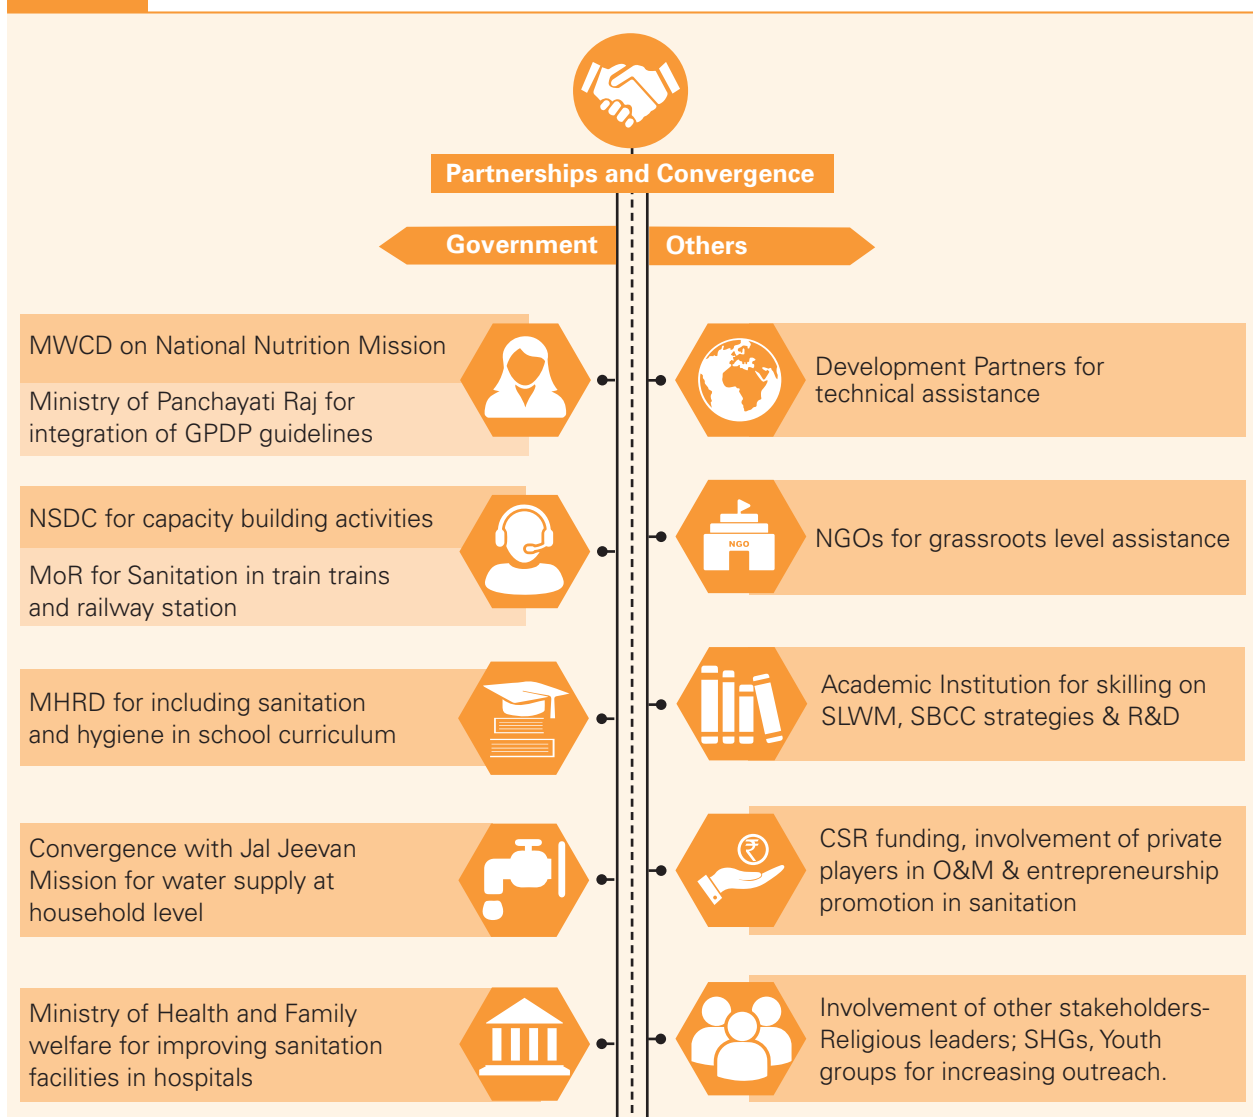 Partnerships and Convergence
Government
Others
MWCD on National Nutrition Mission
Ministry of Panchayati Raj for
integration of GPDP guidelines
NSDC for capacity building activities
MoR for Sanitation in train trains
and railway station
MHRD for including sanitation
and hygiene in school curriculum
Convergence with Jal Jeevan
Mission for water supply at
household level
Ministry of Health and Family
welfare for improving sanitation
facilities in hospitals
Development Partners for
technical assistance
NGO
NGOs for grassroots level assistance
Academic Institution for skilling on
SLWM, SBCC strategies & R&D
₹
CSR funding, involvement of private
players in O&M & entrepreneurship
promotion in sanitation
Involvement of other stakeholders-
Religious leaders; SHGs, Youth
groups for increasing outreach.